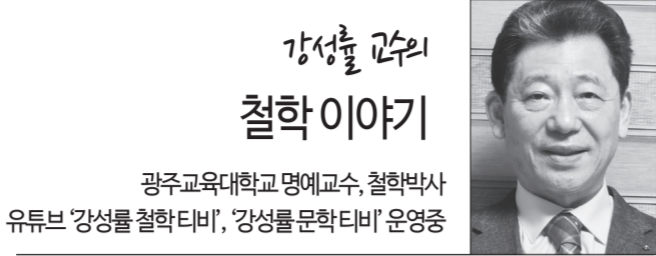 강성률 교수의
철학 이야기
광주교육대학교 명예교수, 철학박사
유튜브 ‘강성률 철학 티비’, ‘강성률 문학 티비’ 운영중